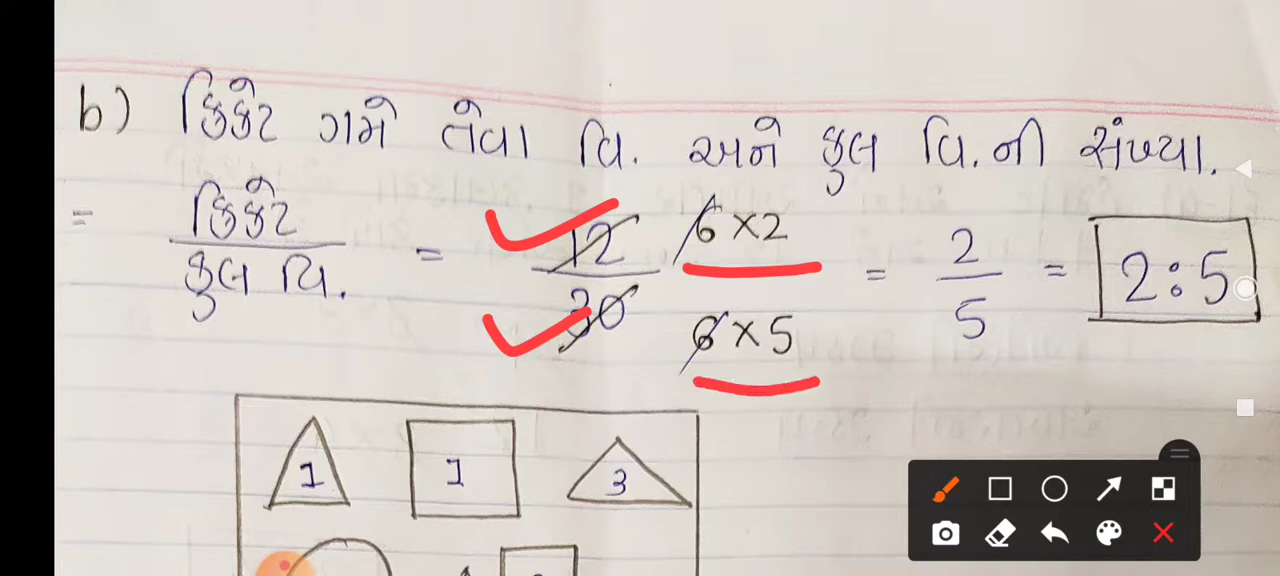 b) ક્રિકેટ ગમે તેવા વિ. અને કુલ વિ. ની સંખ્યા.
= ક્રિકેટ / કુલ વિ. = 12 / 30 6 × 2 / 6 × 5 = 2 / 5 = 2 : 5
1 1 3